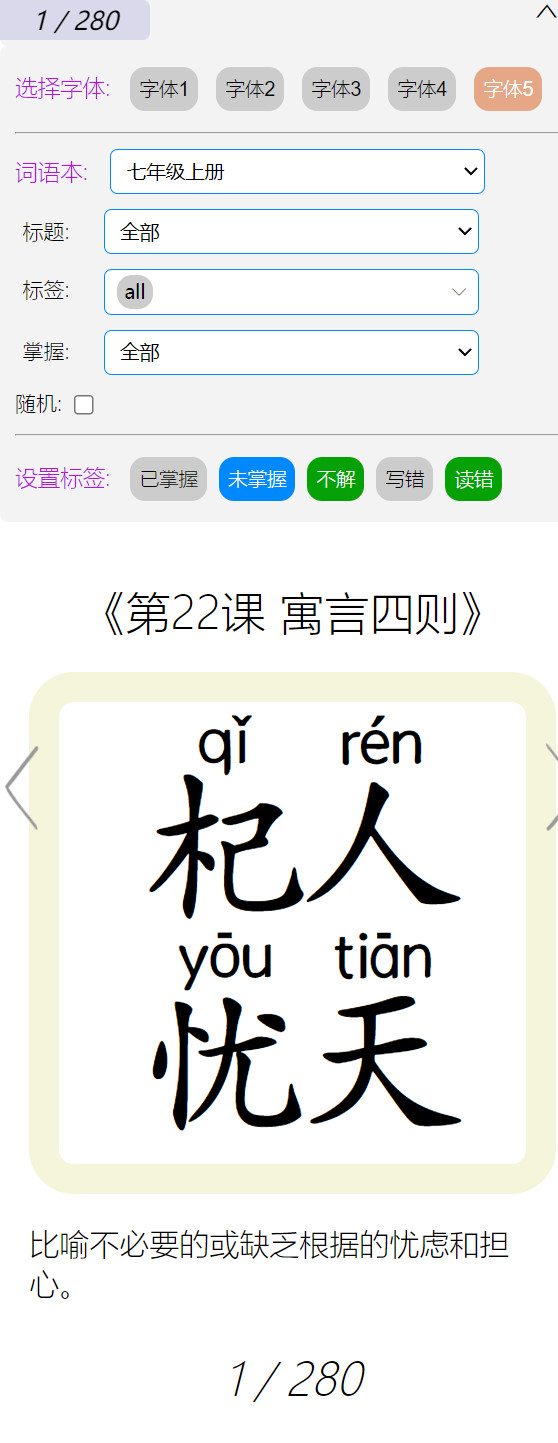 1 / 280
选择字体: 字体1 字体2 字体3 字体4 字体5
词语本: 七年级上册
标题: 全部
标签: all
掌握: 全部
随机:
设置标签: 已掌握 未掌握 不解 写错 读错
《第22课 寓言四则》
qǐ rén
杞人
yōu tiān
忧天
比喻不必要的或缺乏根据的忧虑和担
心。
1 / 280